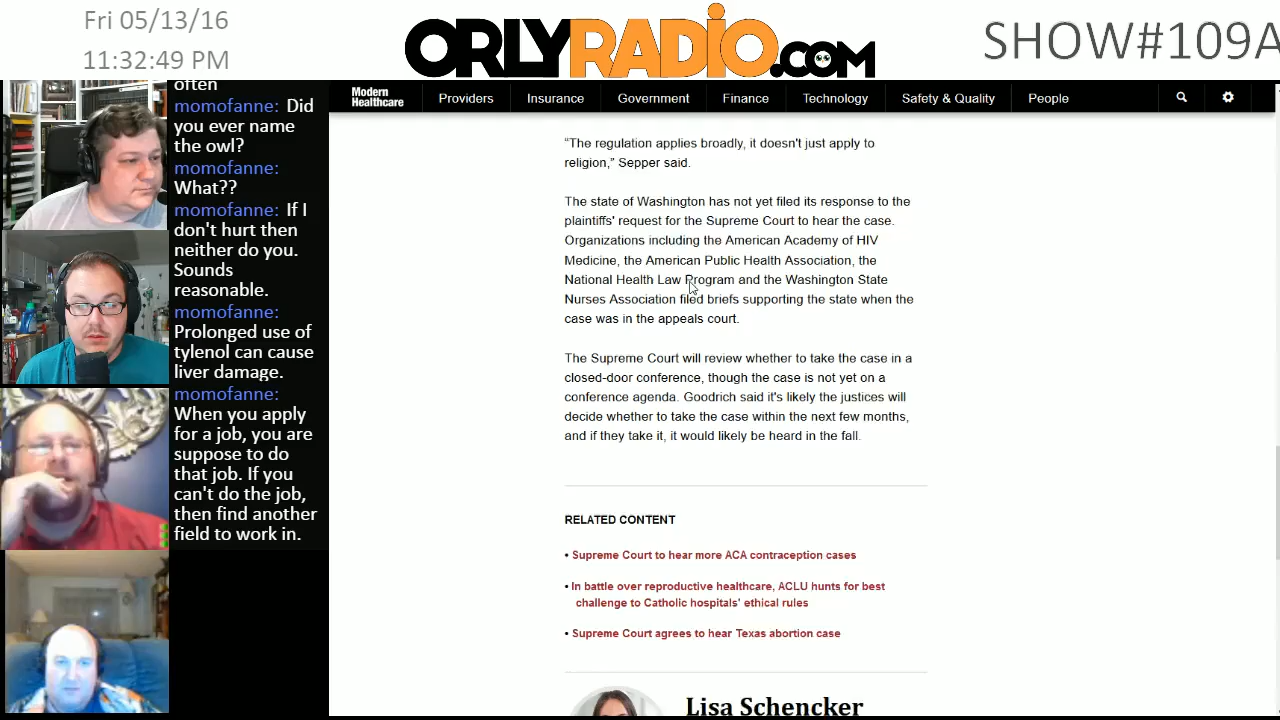 Fri 05/13/16
11:32:49 PM
ORLYRADIO.COM
SHOW#109A
often
momofanne: Did
you ever name
the owl?
momofanne:
What??
momofanne: If I
don't hurt then
neither do you.
Sounds
reasonable.
momofanne:
Prolonged use of
tylenol can cause
liver damage.
momofanne:
When you apply
for a job, you are
suppose to do
that job. If you
can't do the job,
then find another
field to work in.
Modern
Healthcare
Providers Insurance Government Finance Technology Safety & Quality People
“The regulation applies broadly, it doesn't just apply to
religion,” Sepper said.
The state of Washington has not yet filed its response to the
plaintiffs' request for the Supreme Court to hear the case.
Organizations including the American Academy of HIV
Medicine, the American Public Health Association, the
National Health Law Program and the Washington State
Nurses Association filed briefs supporting the state when the
case was in the appeals court.
The Supreme Court will review whether to take the case in a
closed-door conference, though the case is not yet on a
conference agenda. Goodrich said it's likely the justices will
decide whether to take the case within the next few months,
and if they take it, it would likely be heard in the fall.
RELATED CONTENT
• Supreme Court to hear more ACA contraception cases
• In battle over reproductive healthcare, ACLU hunts for best
challenge to Catholic hospitals' ethical rules
• Supreme Court agrees to hear Texas abortion case
Lisa Schencker